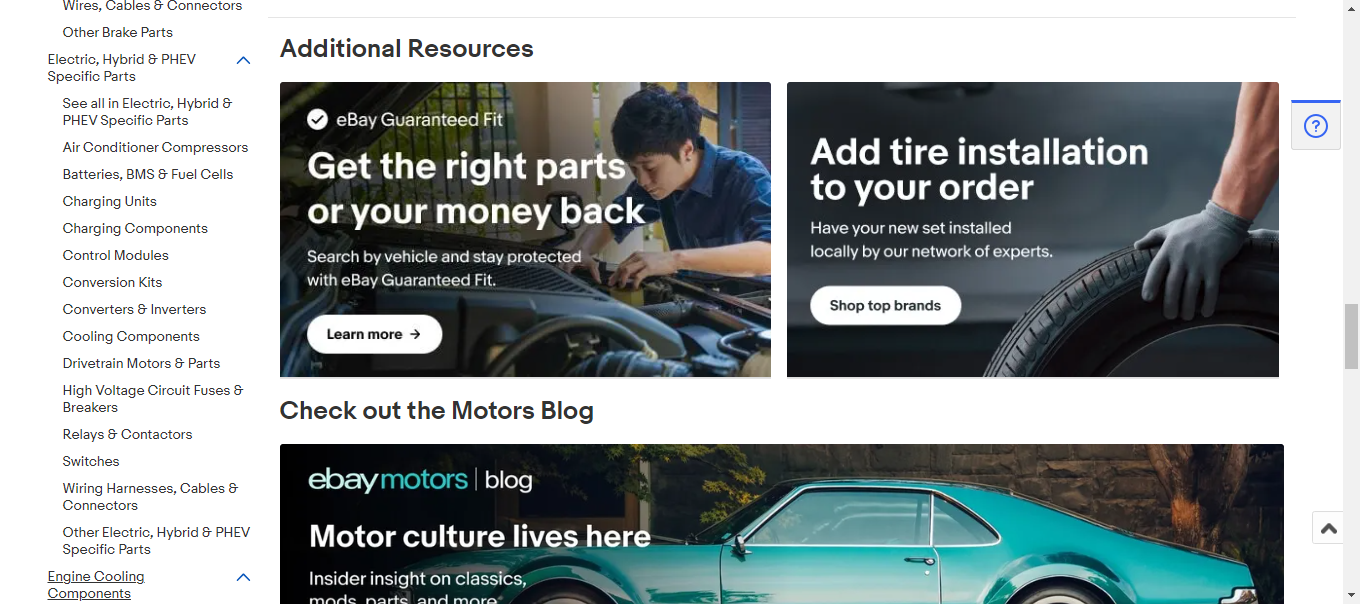 Wires, Cables & Connectors
Other Brake Parts
Electric, Hybrid & PHEV
Specific Parts
See all in Electric, Hybrid &
PHEV Specific Parts
Air Conditioner Compressors
Batteries, BMS & Fuel Cells
Charging Units
Charging Components
Control Modules
Conversion Kits
Converters & Inverters
Cooling Components
Drivetrain Motors & Parts
High Voltage Circuit Fuses &
Breakers
Relays & Contactors
Switches
Wiring Harnesses, Cables &
Connectors
Other Electric, Hybrid & PHEV
Specific Parts
Engine Cooling
Components
Additional Resources
eBay Guaranteed Fit
Get the right parts
or your money back
Search by vehicle and stay protected
with eBay Guaranteed Fit.
Learn more →
Add tire installation
to your order
Have your new set installed
locally by our network of experts.
Shop top brands
Check out the Motors Blog
ebaymotors | blog
Motor culture lives here
Insider insight on classics,
mods, parts, and more
?